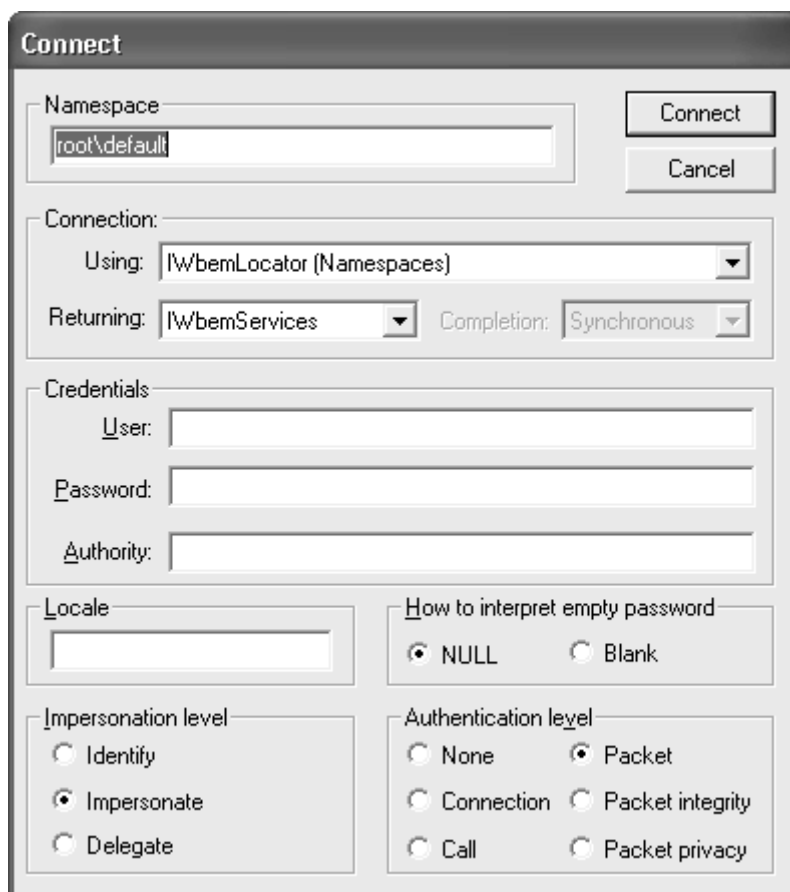 Connect
Namespace
root\default
Connect
Cancel
Connection:
Using: IWbemLocator (Namespaces)
Returning: IWbemServices Completion: Synchronous
Credentials
User:
Password:
Authority:
Locale
How to interpret empty password
NULL Blank
Impersonation level
Identify
Impersonate
Delegate
Authentication level
None Packet
Connection Packet integrity
Call Packet privacy